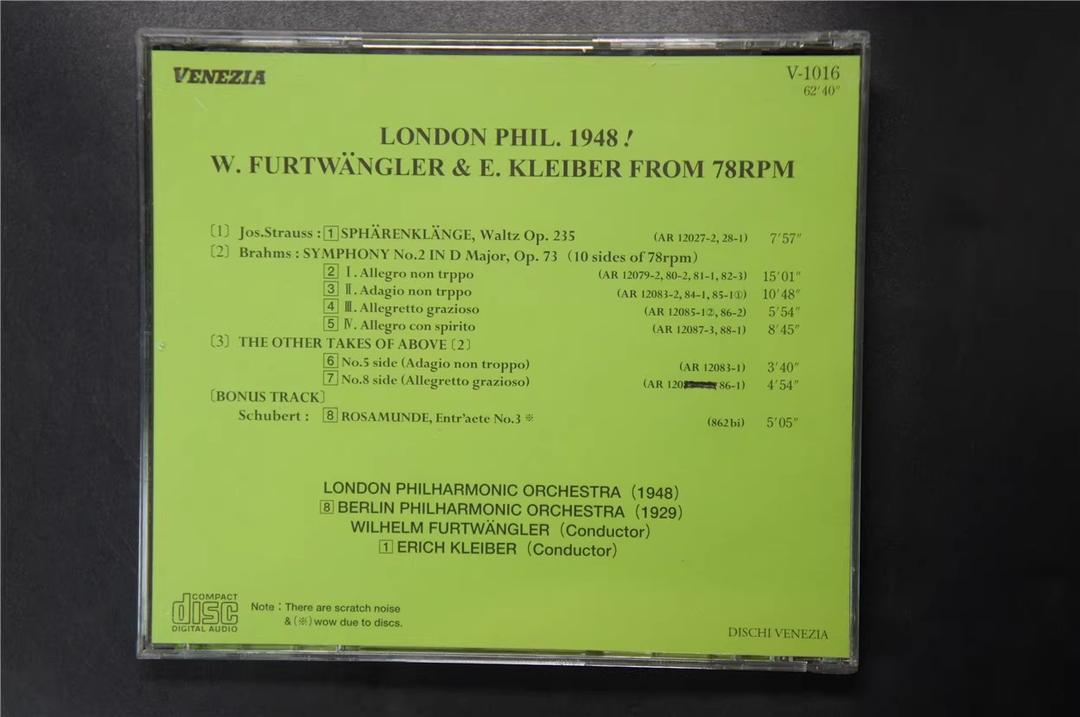 VENEZIA
V-1016
62'40"
LONDON PHIL. 1948!
W. FURTWÄNGLER & E. KLEIBER FROM 78RPM
〔1〕 Jos.Strauss : 1 SPHÄRENKLÄNGE, Waltz Op. 235 (AR 12027-2, 28-1) 7'57"
〔2〕 Brahms : SYMPHONY No.2 IN D Major, Op. 73 (10 sides of 78rpm)
2 Ⅰ. Allegro non trppo (AR 12079-2, 80-2, 81-1, 82-3) 15'01"
3 Ⅱ. Adagio non trppo (AR 12083-2, 84-1, 85-1①) 10'48"
4 Ⅲ. Allegretto grazioso (AR 12085-1②, 86-2) 5'54"
5 Ⅳ. Allegro con spirito (AR 12087-3, 88-1) 8'45"
〔3〕 THE OTHER TAKES OF ABOVE〔2〕
6 No.5 side (Adagio non troppo) (AR 12083-1) 3'40"
7 No.8 side (Allegretto grazioso) (AR 120 86-1) 4'54"
〔BONUS TRACK〕
Schubert : 8 ROSAMUNDE, Entr'aete No.3 ※ (862bi) 5'05"
LONDON PHILHARMONIC ORCHESTRA (1948)
8 BERLIN PHILHARMONIC ORCHESTRA (1929)
WILHELM FURTWÄNGLER (Conductor)
1 ERICH KLEIBER (Conductor)
COMPACT
disc
DIGITAL AUDIO
Note : There are scratch noise
& (※) wow due to discs.
DISCHI VENEZIA